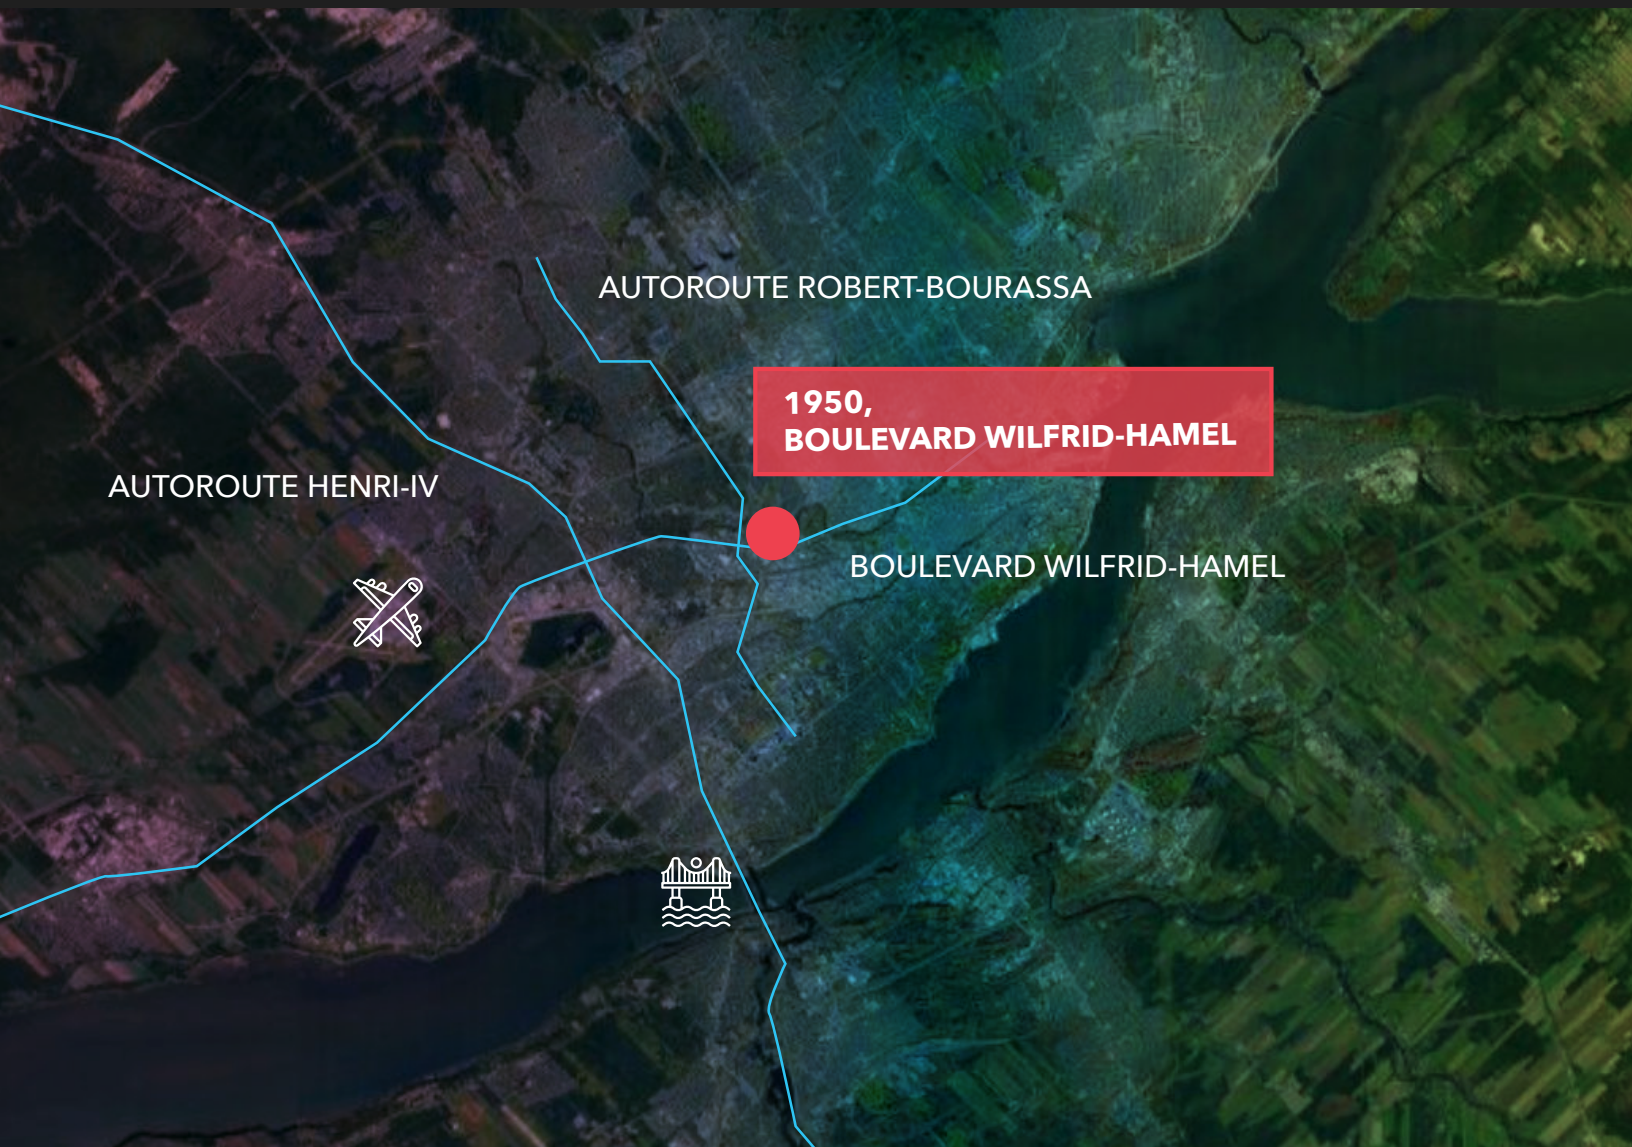 AUTOROUTE ROBERT-BOURASSA
1950,
BOULEVARD WILFRID-HAMEL
AUTOROUTE HENRI-IV
BOULEVARD WILFRID-HAMEL